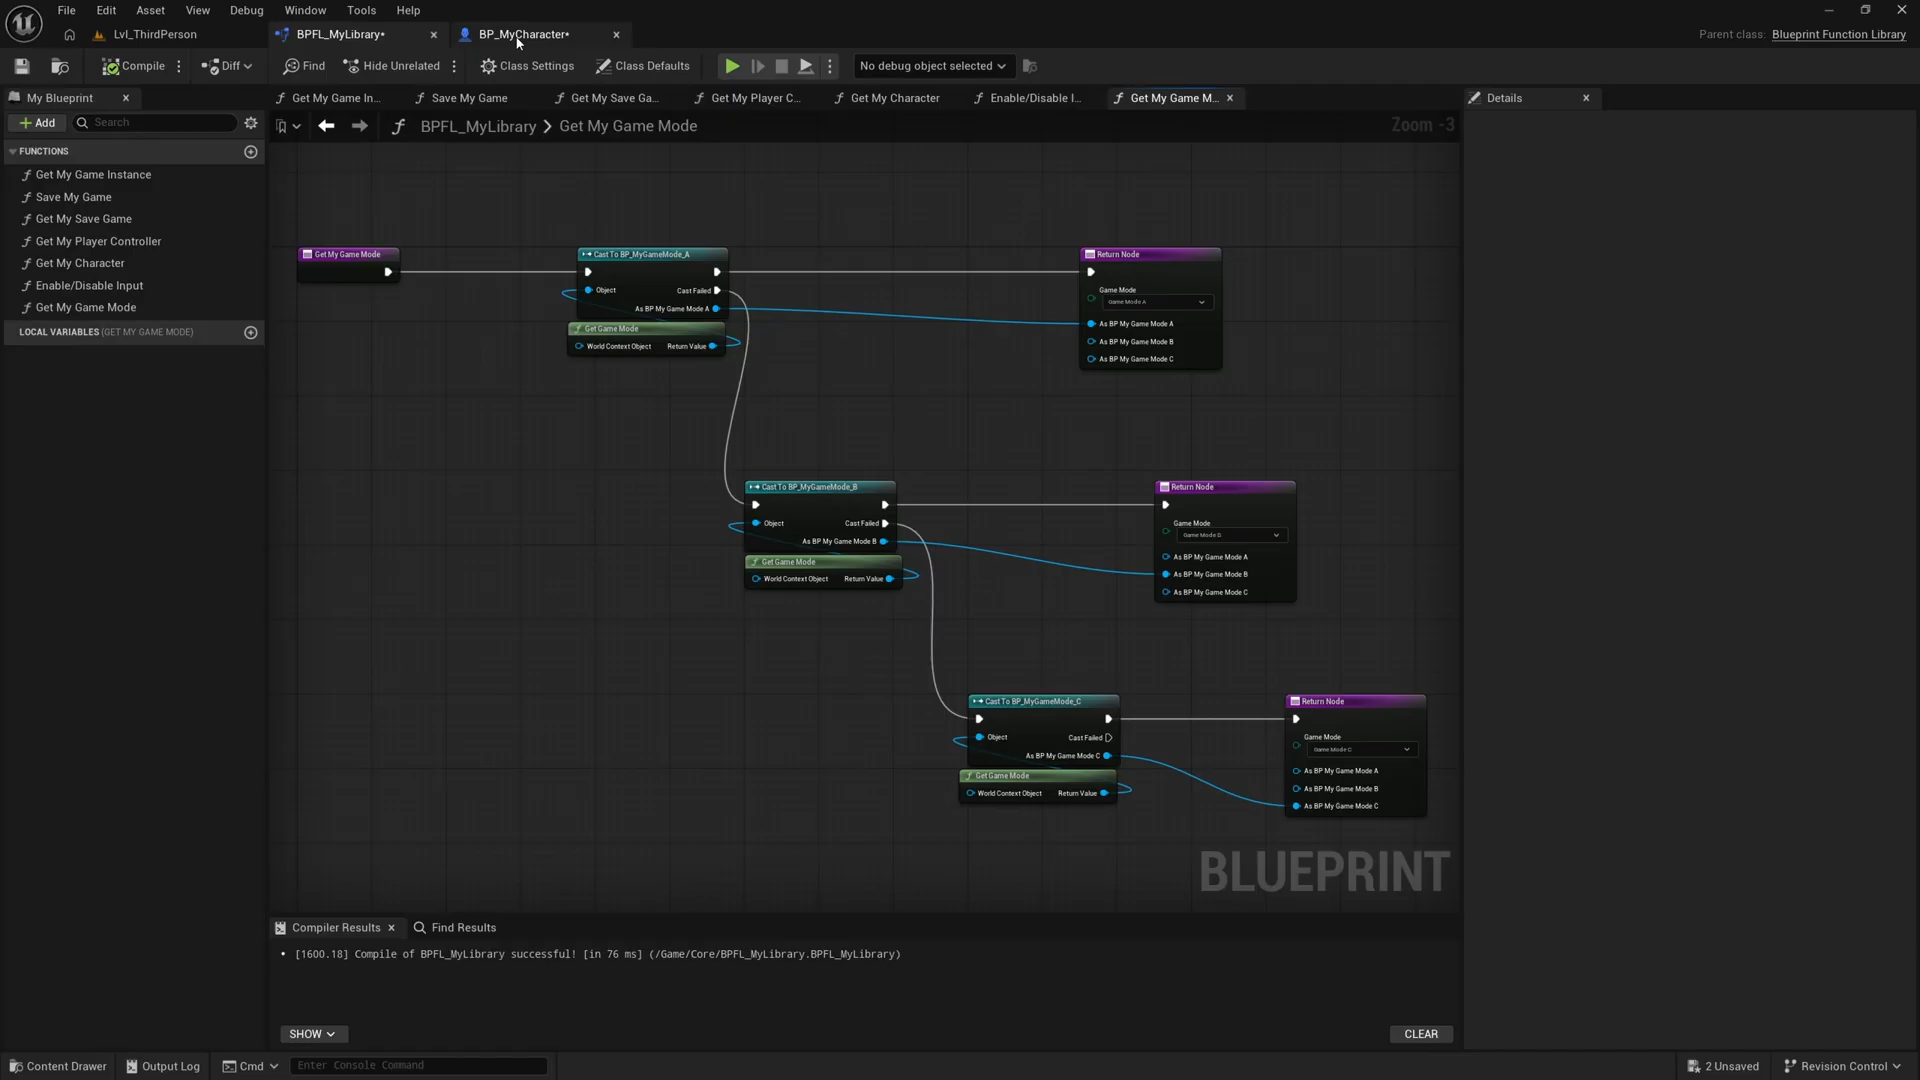 File Edit Asset View Debug Window Tools Help
Lvl_ThirdPerson
BPFL_MyLibrary•
BP_MyCharacter•
Parent class: Blueprint Function Library
Compile
Diff
Find
Hide Unrelated
Class Settings
Class Defaults
No debug object selected
My Blueprint
Get My Game In...
Save My Game
Get My Save Ga...
Get My Player C...
Get My Character
Enable/Disable I...
Get My Game M...
Details
Add
Search
BPFL_MyLibrary > Get My Game Mode
Zoom -3
FUNCTIONS
Get My Game Instance
Save My Game
Get My Save Game
Get My Player Controller
Get My Character
Enable/Disable Input
Get My Game Mode
LOCAL VARIABLES (GET MY GAME MODE)
Get My Game Mode
Cast To BP_MyGameMode_A
Object
Cast Failed
As BP My Game Mode A
Get Game Mode
World Context Object
Return Value
Return Node
Game Mode
Game Mode A
As BP My Game Mode A
As BP My Game Mode B
As BP My Game Mode C
Cast To BP_MyGameMode_B
Object
Cast Failed
As BP My Game Mode B
Get Game Mode
World Context Object
Return Value
Return Node
Game Mode
Game Mode B
As BP My Game Mode A
As BP My Game Mode B
As BP My Game Mode C
Cast To BP_MyGameMode_C
Object
Cast Failed
As BP My Game Mode C
Get Game Mode
World Context Object
Return Value
Return Node
Game Mode
Game Mode C
As BP My Game Mode A
As BP My Game Mode B
As BP My Game Mode C
BLUEPRINT
Compiler Results
Find Results
• [1600.18] Compile of BPFL_MyLibrary successful! [in 76 ms] (/Game/Core/BPFL_MyLibrary.BPFL_MyLibrary)
SHOW
CLEAR
Content Drawer
Output Log
Cmd
Enter Console Command
2 Unsaved
Revision Control